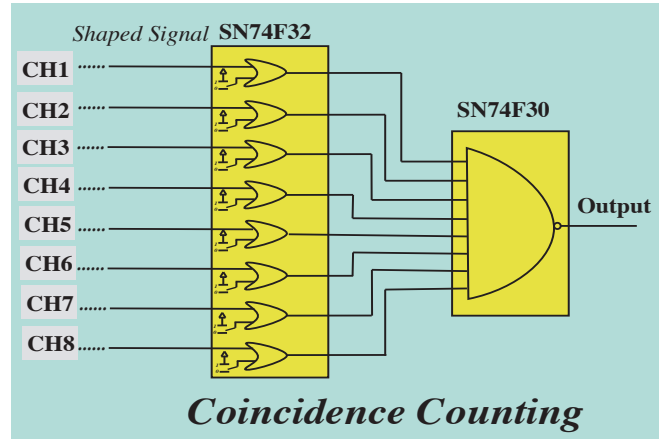 Shaped Signal SN74F32
CH1 ......
CH2 ......
CH3 ......
CH4 ......
CH5 ......
CH6 ......
CH7 ......
CH8 ......
SN74F30
Output
Coincidence Counting